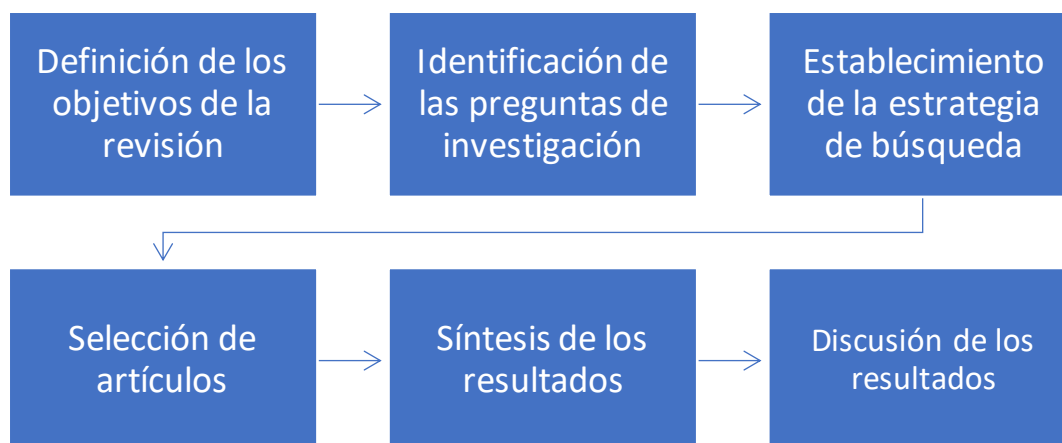 Definición de los
objetivos de la
revisión
Identificación de
las preguntas de
investigación
Establecimiento
de la estrategia
de búsqueda
Selección de
artículos
Síntesis de los
resultados
Discusión de los
resultados